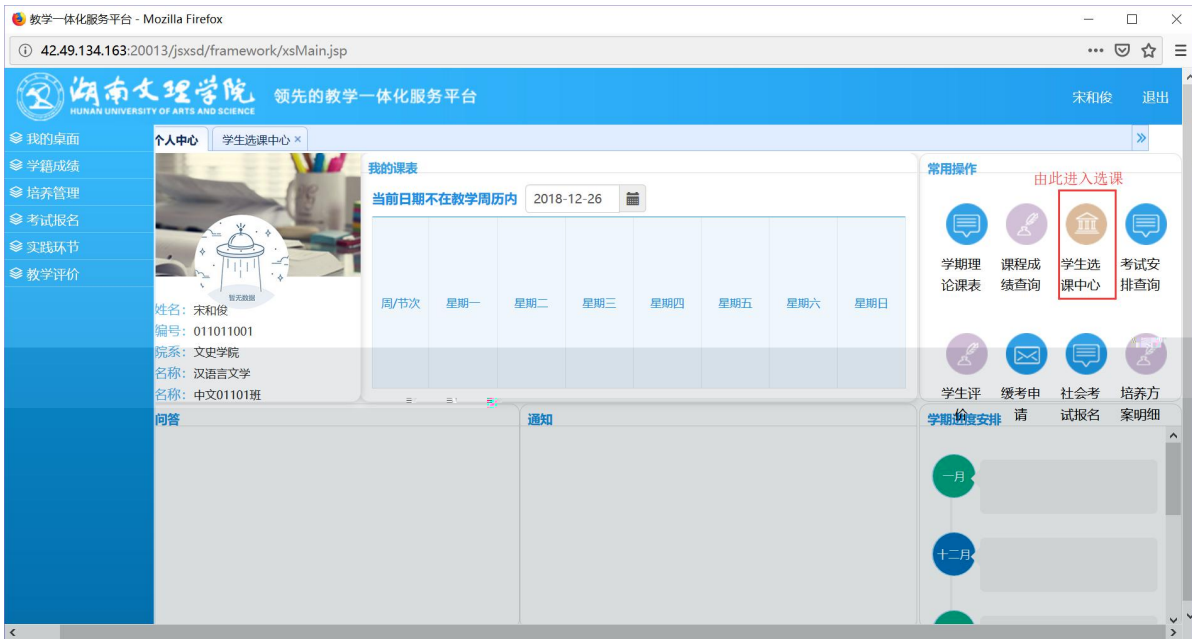 教学一体化服务平台 - Mozilla Firefox
42.49.134.163:20013/jsxsd/framework/xsMain.jsp
湖南文理学院
HUNAN UNIVERSITY OF ARTS AND SCIENCE
领先的教学一体化服务平台
宋和俊 退出
我的桌面
学籍成绩
培养管理
考试报名
实践环节
教学评价
个人中心 学生选课中心 ×
暂无数据
姓名：宋和俊
编号：011011001
院系：文史学院
名称：汉语言文学
名称：中文01101班
我的课表
当前日期不在教学周历内 2018-12-26
周/节次 星期一 星期二 星期三 星期四 星期五 星期六 星期日
常用操作
由此进入选课
学期理论课表
课程成绩查询
学生选课中心
考试安排查询
学生评价
缓考申请
社会考试报名
培养方案明细
问答
通知
学期进度安排
一月
十二月